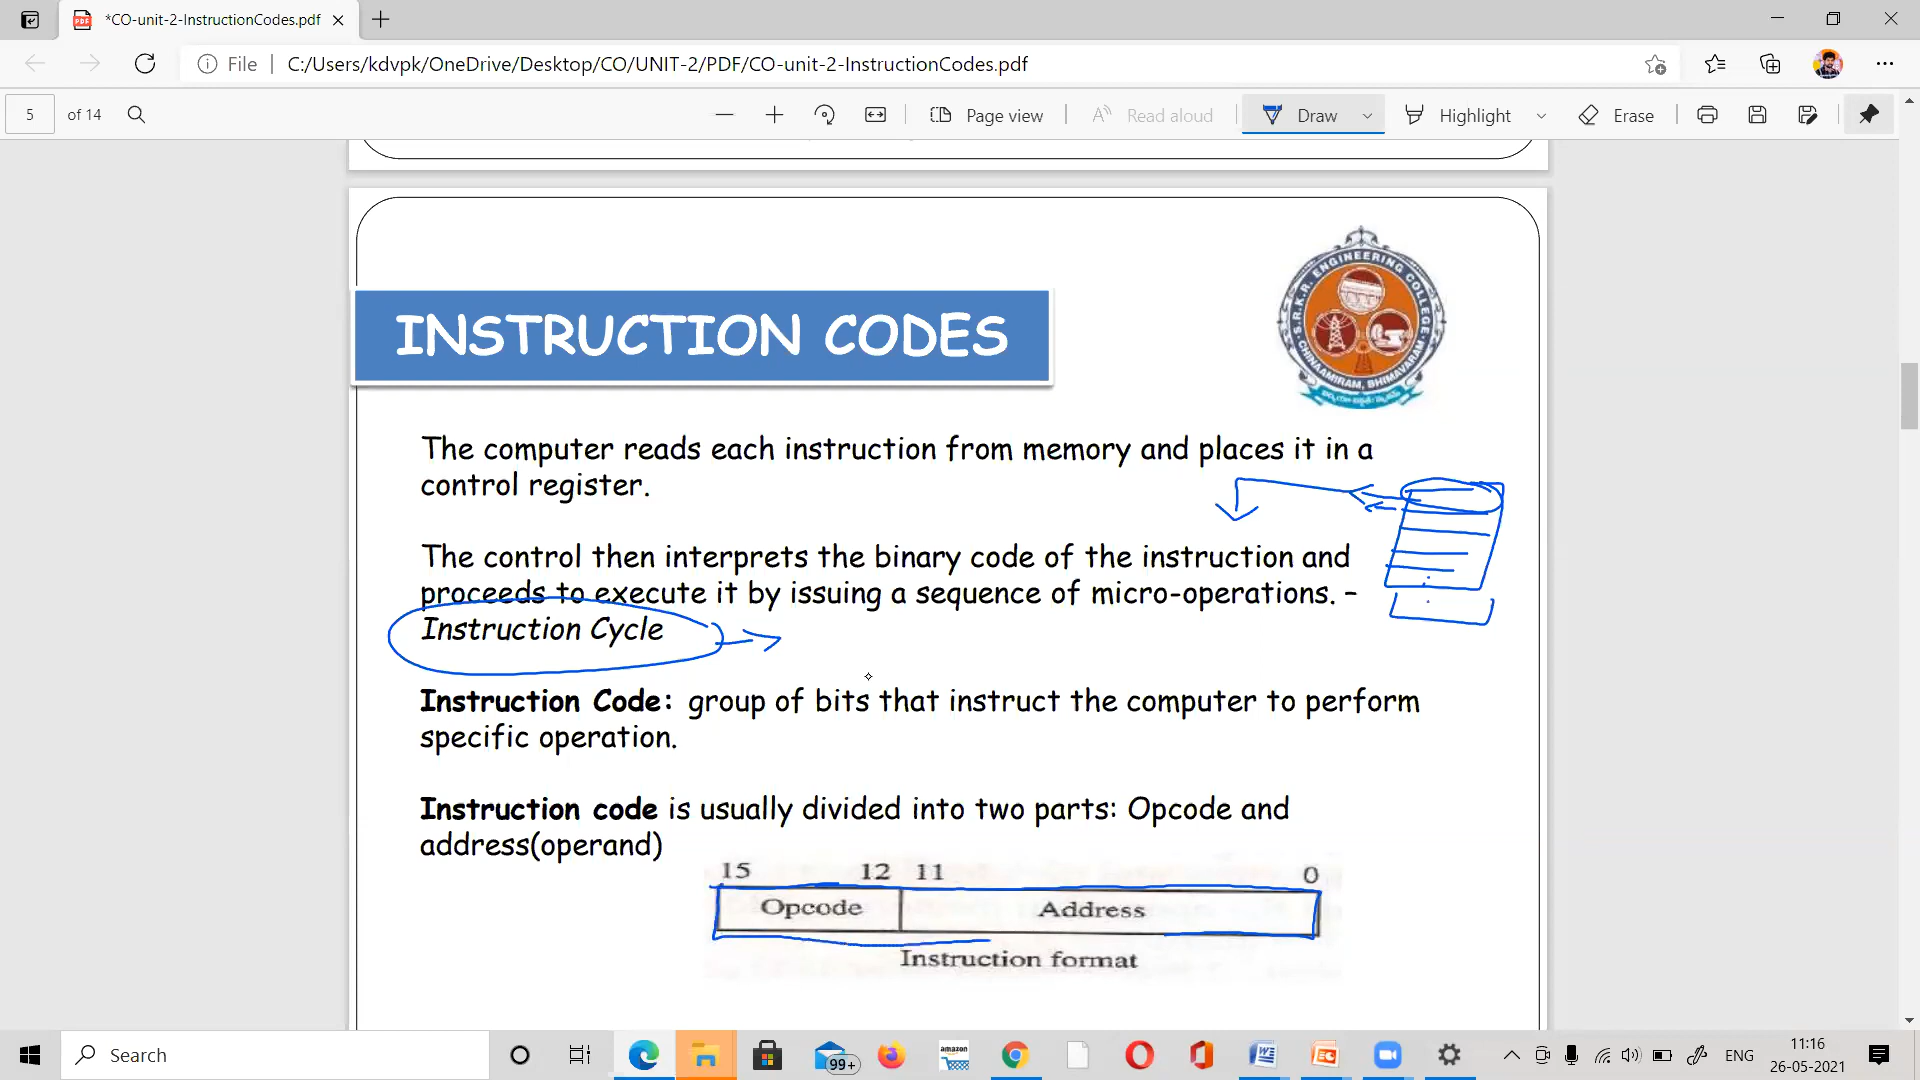 *CO-unit-2-InstructionCodes.pdf
File
C:/Users/kdvpk/OneDrive/Desktop/CO/UNIT-2/PDF/CO-unit-2-InstructionCodes.pdf
5 of 14
Page view
Read aloud
Draw
Highlight
Erase
S.R.K.R. ENGINEERING COLLEGE
CHINAAMIRAM, BHIMAVARAM
INSTRUCTION CODES
The computer reads each instruction from memory and places it in a
control register.
The control then interprets the binary code of the instruction and
proceeds to execute it by issuing a sequence of micro-operations. –
Instruction Cycle
Instruction Code: group of bits that instruct the computer to perform
specific operation.
Instruction code is usually divided into two parts: Opcode and
address(operand)
15 12 11 0
Opcode Address
Instruction format
Search
99+
amazon
ENG
11:16
26-05-2021